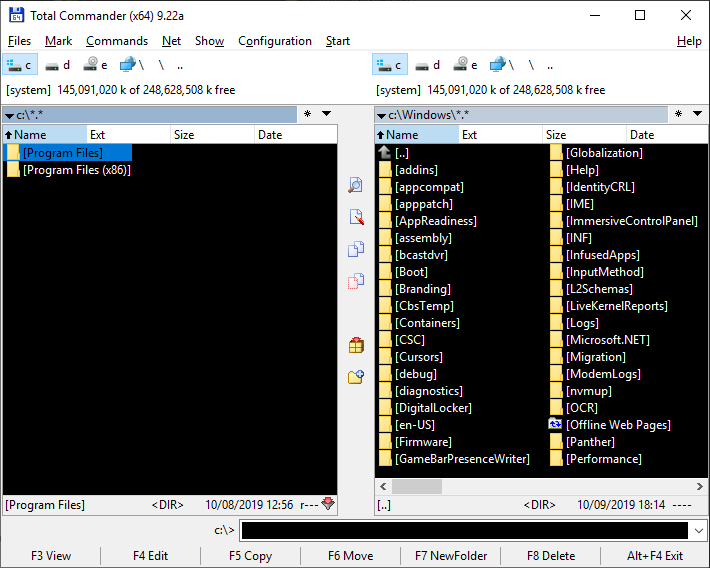 Total Commander (x64) 9.22a
Files Mark Commands Net Show Configuration Start Help
c d e \ \ ..
c d e \ \ ..
[system] 145,091,020 k of 248,628,508 k free
[system] 145,091,020 k of 248,628,508 k free
c:\*.* * 
c:\Windows\*.* *
Name Ext Size Date
Name Ext Size Date
[Program Files]
[Program Files (x86)]
[..]
[addins]
[appcompat]
[apppatch]
[AppReadiness]
[assembly]
[bcastdvr]
[Boot]
[Branding]
[CbsTemp]
[Containers]
[CSC]
[Cursors]
[debug]
[diagnostics]
[DigitalLocker]
[en-US]
[Firmware]
[GameBarPresenceWriter]
[Globalization]
[Help]
[IdentityCRL]
[IME]
[ImmersiveControlPanel]
[INF]
[InfusedApps]
[InputMethod]
[L2Schemas]
[LiveKernelReports]
[Logs]
[Microsoft.NET]
[Migration]
[ModemLogs]
[nvmup]
[OCR]
[Offline Web Pages]
[Panther]
[Performance]
[Program Files] <DIR> 10/08/2019 12:56 r---
[..] <DIR> 10/09/2019 18:14 ----
c:\>
F3 View F4 Edit F5 Copy F6 Move F7 NewFolder F8 Delete Alt+F4 Exit